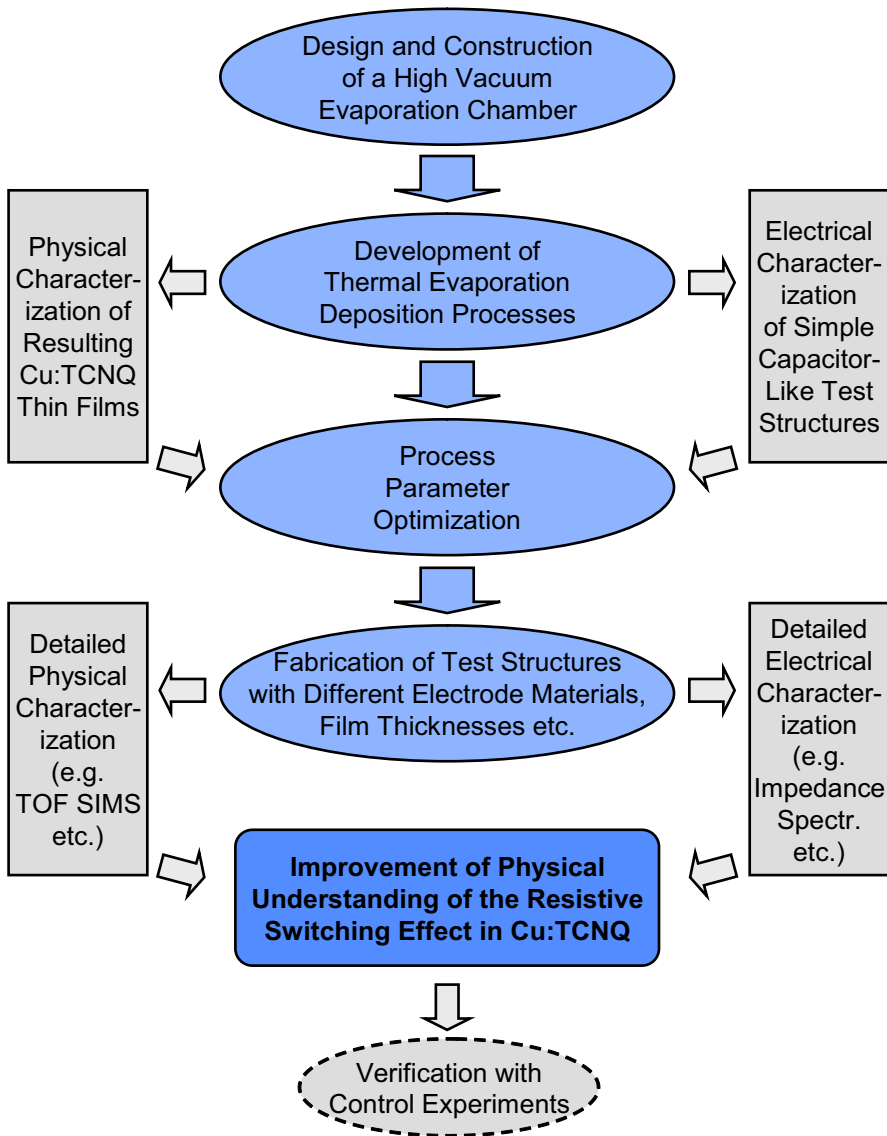 Design and Construction
of a High Vacuum
Evaporation Chamber
Physical
Character-
ization of
Resulting
Cu:TCNQ
Thin Films
Development of
Thermal Evaporation
Deposition Processes
Electrical
Character-
ization
of Simple
Capacitor-
Like Test
Structures
Process
Parameter
Optimization
Detailed
Physical
Character-
ization
(e.g.
TOF SIMS
etc.)
Fabrication of Test Structures
with Different Electrode Materials,
Film Thicknesses etc.
Detailed
Electrical
Character-
ization
(e.g.
Impedance
Spectr.
etc.)
Improvement of Physical
Understanding of the Resistive
Switching Effect in Cu:TCNQ
Verification with
Control Experiments